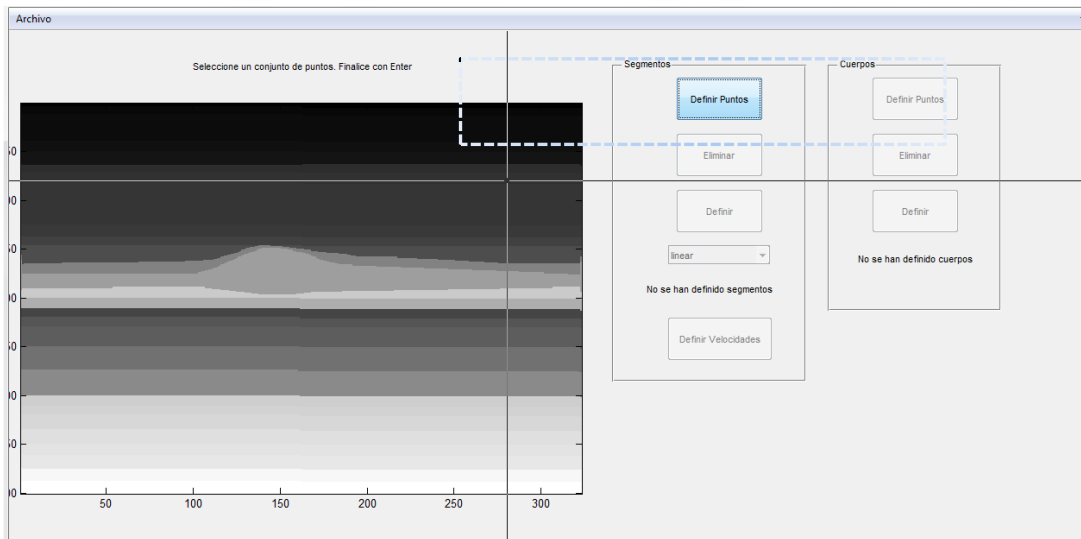 Archivo
Seleccione un conjunto de puntos. Finalice con Enter
Segmentos
Definir Puntos
Eliminar
Definir
linear
No se han definido segmentos
Definir Velocidades
Cuerpos
Definir Puntos
Eliminar
Definir
No se han definido cuerpos
50 100 150 200 250 300